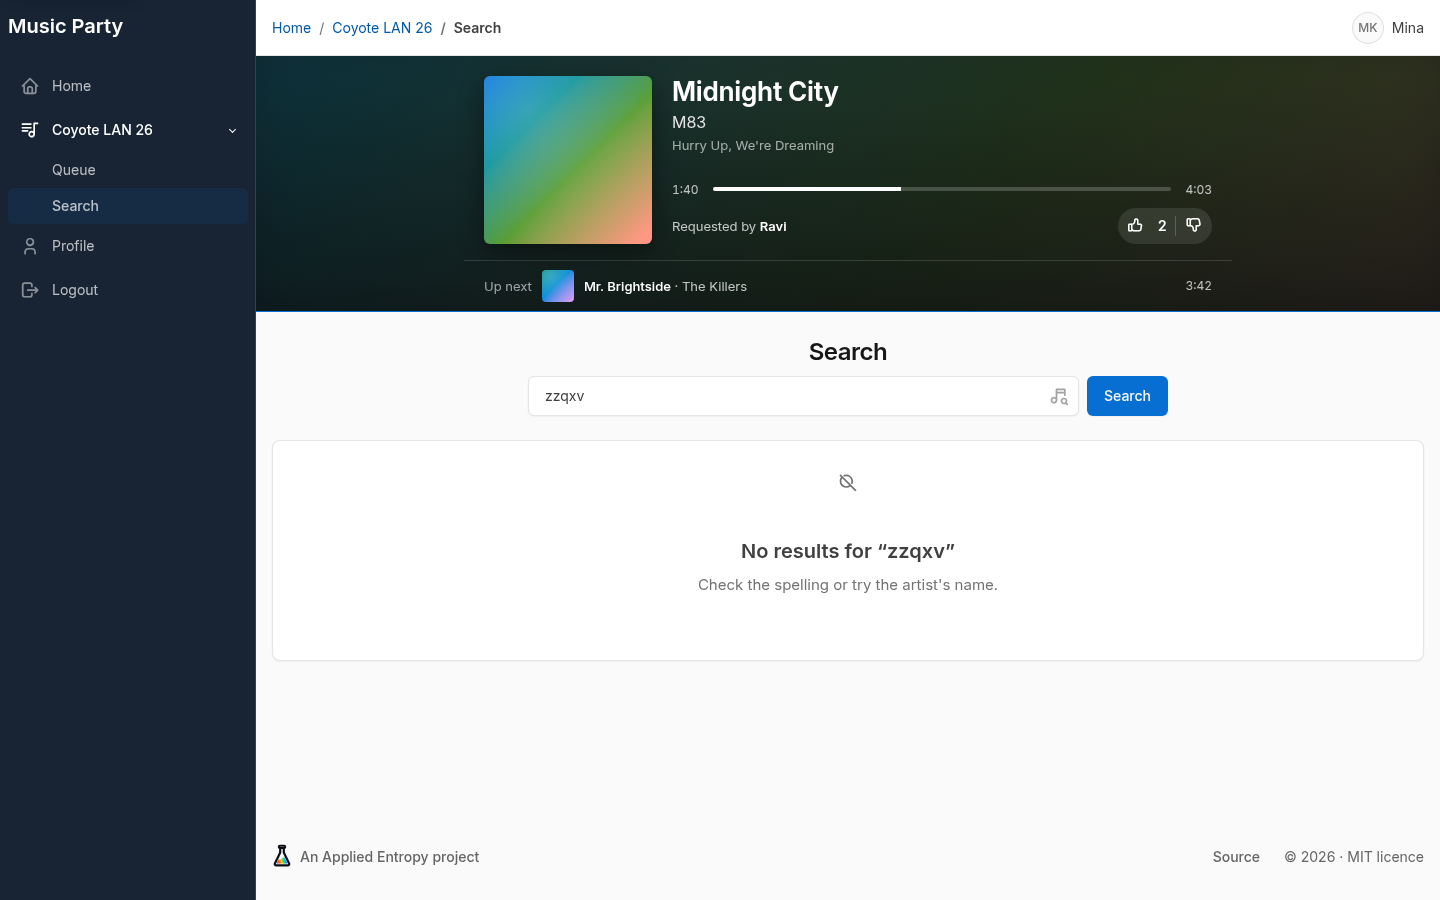 Music Party
Home
Coyote LAN 26
Queue
Search
Profile
Logout
Home / Coyote LAN 26 / Search
MK Mina
Midnight City
M83
Hurry Up, We're Dreaming
1:40 4:03
Requested by Ravi 2
Up next Mr. Brightside · The Killers 3:42
Search
zzqxv Search
No results for “zzqxv”
Check the spelling or try the artist's name.
An Applied Entropy project Source © 2026 · MIT licence